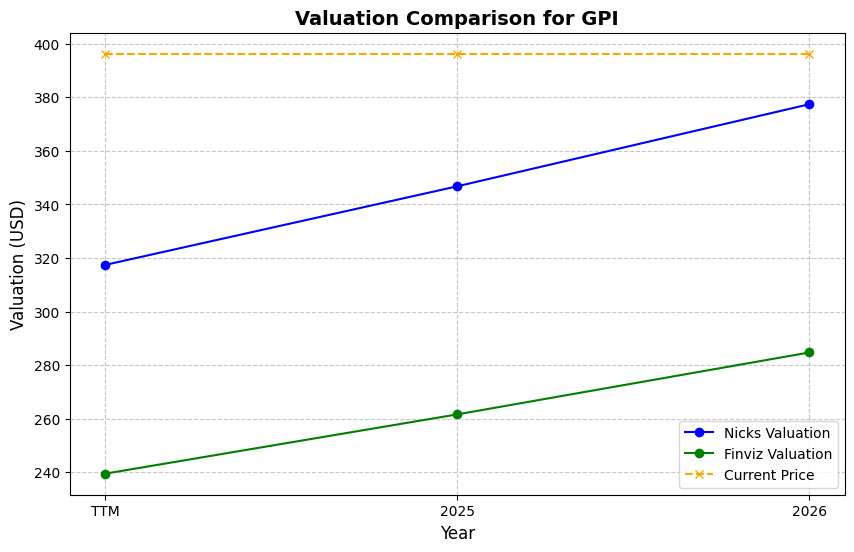 Valuation Comparison for GPI
Valuation (USD)
400
380
360
340
320
300
280
260
240
TTM
2025
2026
Year
Nicks Valuation
Finviz Valuation
Current Price